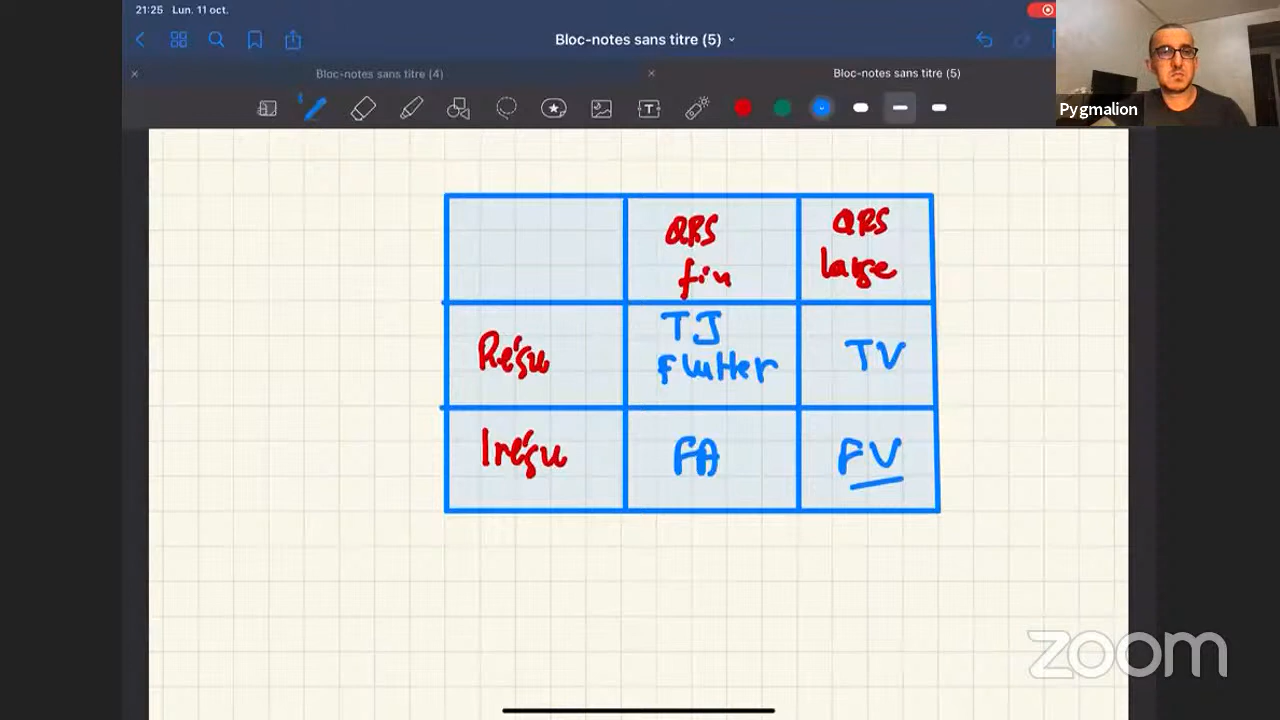 21:25 Lun. 11 oct.
Bloc-notes sans titre (5)
Bloc-notes sans titre (4)
Bloc-notes sans titre (5)
T
Pygmalion
QRS
fin
QRS
large
Régu
TJ
flutter
TV
Irégu
FA
FV
zoom